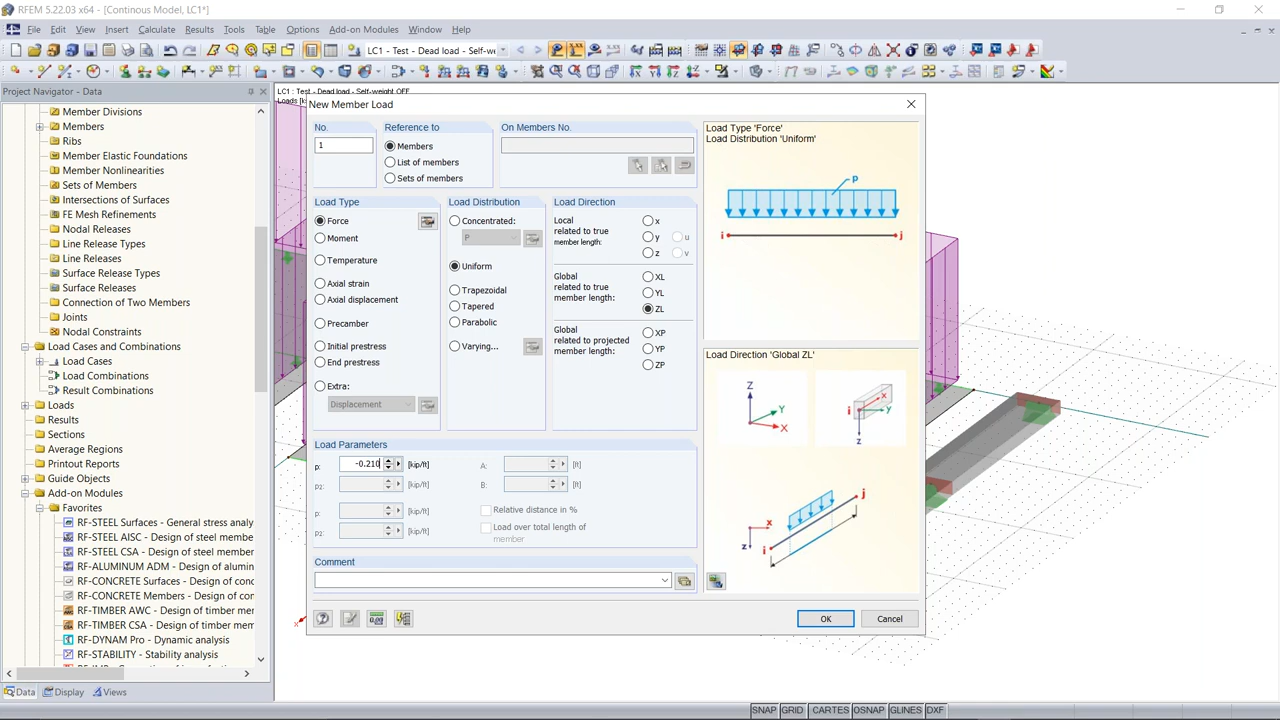 RFEM 5.22.03 x64 - [Continous Model, LC1*]
File Edit View Insert Calculate Results Tools Table Options Add-on Modules Window Help
LC1 - Test - Dead load - Self-we
Project Navigator - Data
LC1 : Test - Dead load - Self-weight OFF
New Member Load
Member Divisions
Members
Ribs
Member Elastic Foundations
Member Nonlinearities
Sets of Members
Intersections of Surfaces
FE Mesh Refinements
Nodal Releases
Line Release Types
Line Releases
Surface Release Types
Surface Releases
Connection of Two Members
Joints
Nodal Constraints
Load Cases and Combinations
Load Cases
Load Combinations
Result Combinations
Loads
Results
Sections
Average Regions
Printout Reports
Guide Objects
Add-on Modules
Favorites
RF-STEEL Surfaces - General stress analy
RF-STEEL AISC - Design of steel member
RF-STEEL CSA - Design of steel member
RF-ALUMINUM ADM - Design of alumin
RF-CONCRETE Surfaces - Design of conc
RF-CONCRETE Members - Design of co
RF-TIMBER AWC - Design of timber mer
RF-TIMBER CSA - Design of timber mem
RF-DYNAM Pro - Dynamic analysis
RF-STABILITY - Stability analysis
Data Display Views
No.
1
Reference to
Members
List of members
Sets of members
On Members No.
Load Type
Force
Moment
Temperature
Axial strain
Axial displacement
Precamber
Initial prestress
End prestress
Extra:
Displacement
Load Distribution
Concentrated:
P
Uniform
Trapezoidal
Tapered
Parabolic
Varying...
Load Direction
Local
related to true
member length:
x
y u
z v
Global
related to true
member length:
XL
YL
ZL
Global
related to projected
member length:
XP
YP
ZP
Load Parameters
p: -0.210 [kip/ft] A: [ft]
p2: [kip/ft] B: [ft]
p: [kip/ft] Relative distance in %
p2: [kip/ft] Load over total length of
member
Comment
Load Type 'Force'
Load Distribution 'Uniform'
p
i j
Load Direction 'Global ZL'
Z
Y
X
x
i y
z
j
x
z i
OK Cancel
x
SNAP GRID CARTES OSNAP GLINES DXF